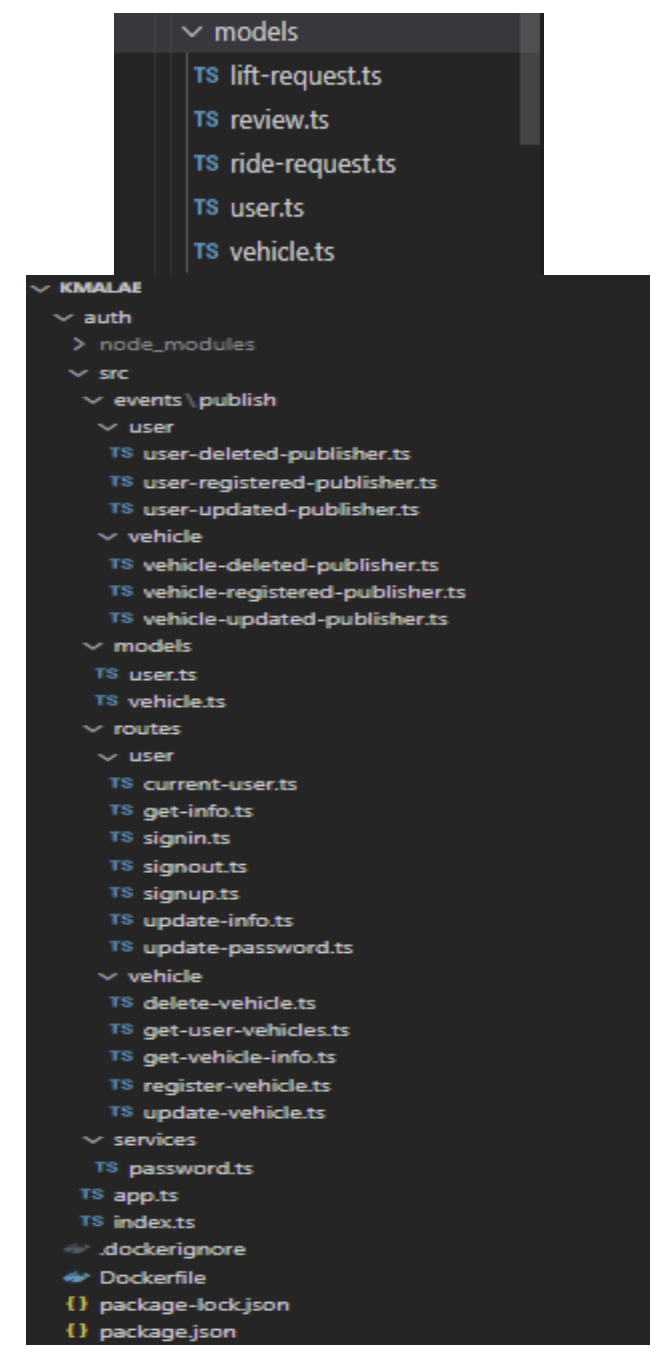 models
TS lift-request.ts
TS review.ts
TS ride-request.ts
TS user.ts
TS vehicle.ts
KMALAE
auth
node_modules
src
events\publish
user
TS user-deleted-publisher.ts
TS user-registered-publisher.ts
TS user-updated-publisher.ts
vehicle
TS vehicle-deleted-publisher.ts
TS vehicle-registered-publisher.ts
TS vehicle-updated-publisher.ts
models
TS user.ts
TS vehicle.ts
routes
user
TS current-user.ts
TS get-info.ts
TS signin.ts
TS signout.ts
TS signup.ts
TS update-info.ts
TS update-password.ts
vehicle
TS delete-vehicle.ts
TS get-user-vehicles.ts
TS get-vehicle-info.ts
TS register-vehicle.ts
TS update-vehicle.ts
services
TS password.ts
TS app.ts
TS index.ts
.dockerignore
Dockerfile
{} package-lock.json
{} package.json